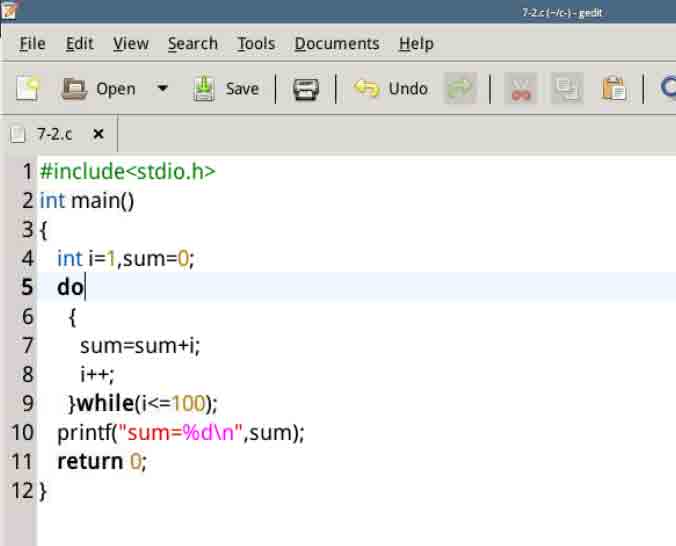 7-2.c (~/c-) - gedit
File Edit View Search Tools Documents Help
Open Save Undo
7-2.c ×
1 #include<stdio.h>
2 int main()
3 {
4 int i=1,sum=0;
5 do
6 {
7 sum=sum+i;
8 i++;
9 }while(i<=100);
10 printf("sum=%d\n",sum);
11 return 0;
12 }